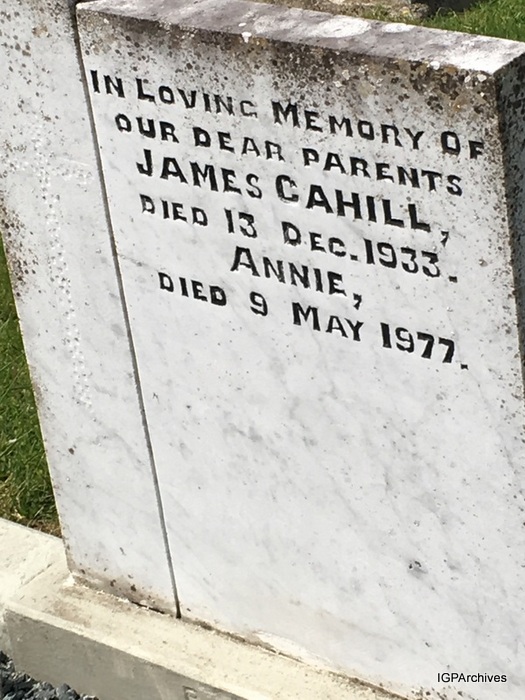 IN LOVING MEMORY OF
OUR DEAR PARENTS
JAMES CAHILL,
DIED 13 DEC. 1933.
ANNIE,
DIED 9 MAY 1977.
IGPArchives